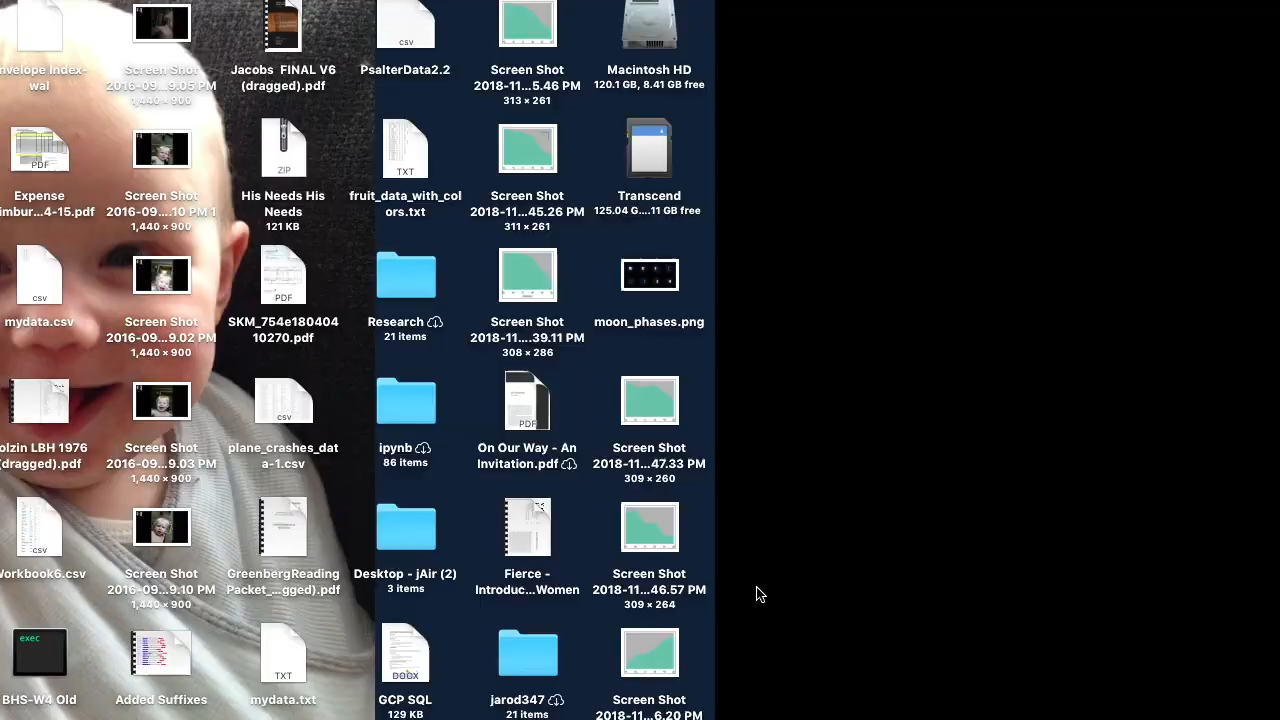 nvelope Index-
wal
Screen Shot
2016-09....9.05 PM
1,440 × 900
Jacobs FINAL V6
(dragged).pdf
csv
PsalterData2.2
Screen Shot
2018-11...5.46 PM
313 × 261
Macintosh HD
120.1 GB, 8.41 GB free
PDF
Expense
imbur...4-15.pdf
Screen Shot
2016-09....10 PM 1
1,440 × 900
ZIP
His Needs His
Needs
121 KB
TXT
fruit_data_with_col
ors.txt
Screen Shot
2018-11...45.26 PM
311 × 261
Transcend
125.04 G....11 GB free
csv
mydata.csv
Screen Shot
2016-09...9.02 PM
1,440 × 900
PDF
SKM_754e180404
10270.pdf
Research
21 items
Screen Shot
2018-11....39.11 PM
308 × 286
moon_phases.png
olzin LBH 1976
(dragged).pdf
Screen Shot
2016-09...9.03 PM
1,440 × 900
csv
plane_crashes_dat
a-1.csv
ipynb
86 items
PDF
On Our Way - An
Invitation.pdf
Screen Shot
2018-11...47.33 PM
309 × 260
csv
Workbook6.csv
Screen Shot
2016-09...9.10 PM
1,440 × 900
GreenbergReading
Packet_...gged).pdf
Desktop - jAir (2)
3 items
Fierce -
Introduc...Women
Screen Shot
2018-11...46.57 PM
309 × 264
exec
BHS-W4 Old
Added Suffixes
TXT
mydata.txt
DOCX
GCP SQL
129 KB
jarod347
21 items
Screen Shot
2018-11...6.20 PM